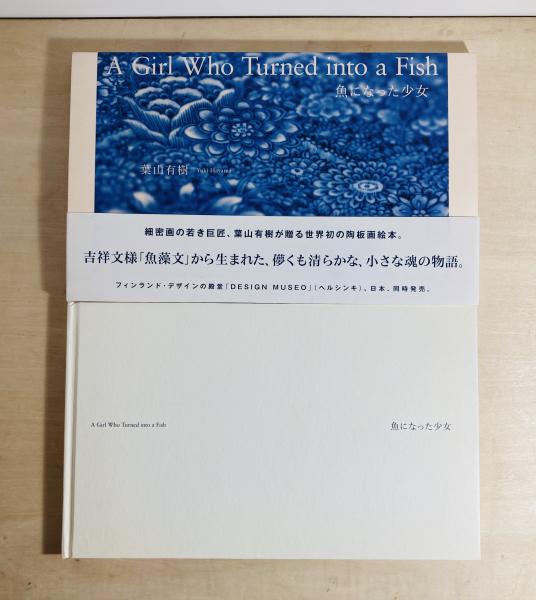 A Girl Who Turned into a Fish
魚になった少女
葉山有樹 Yuki Hayama
細密画の若き巨匠、葉山有樹が贈る世界初の陶板画絵本。
吉祥文様「魚藻文」から生まれた、儚くも清らかな、小さな魂の物語。
フィンランド・デザインの殿堂「DESIGN MUSEO」(ヘルシンキ)、日本、同時発売。
A Girl Who Turned into a Fish
魚になった少女